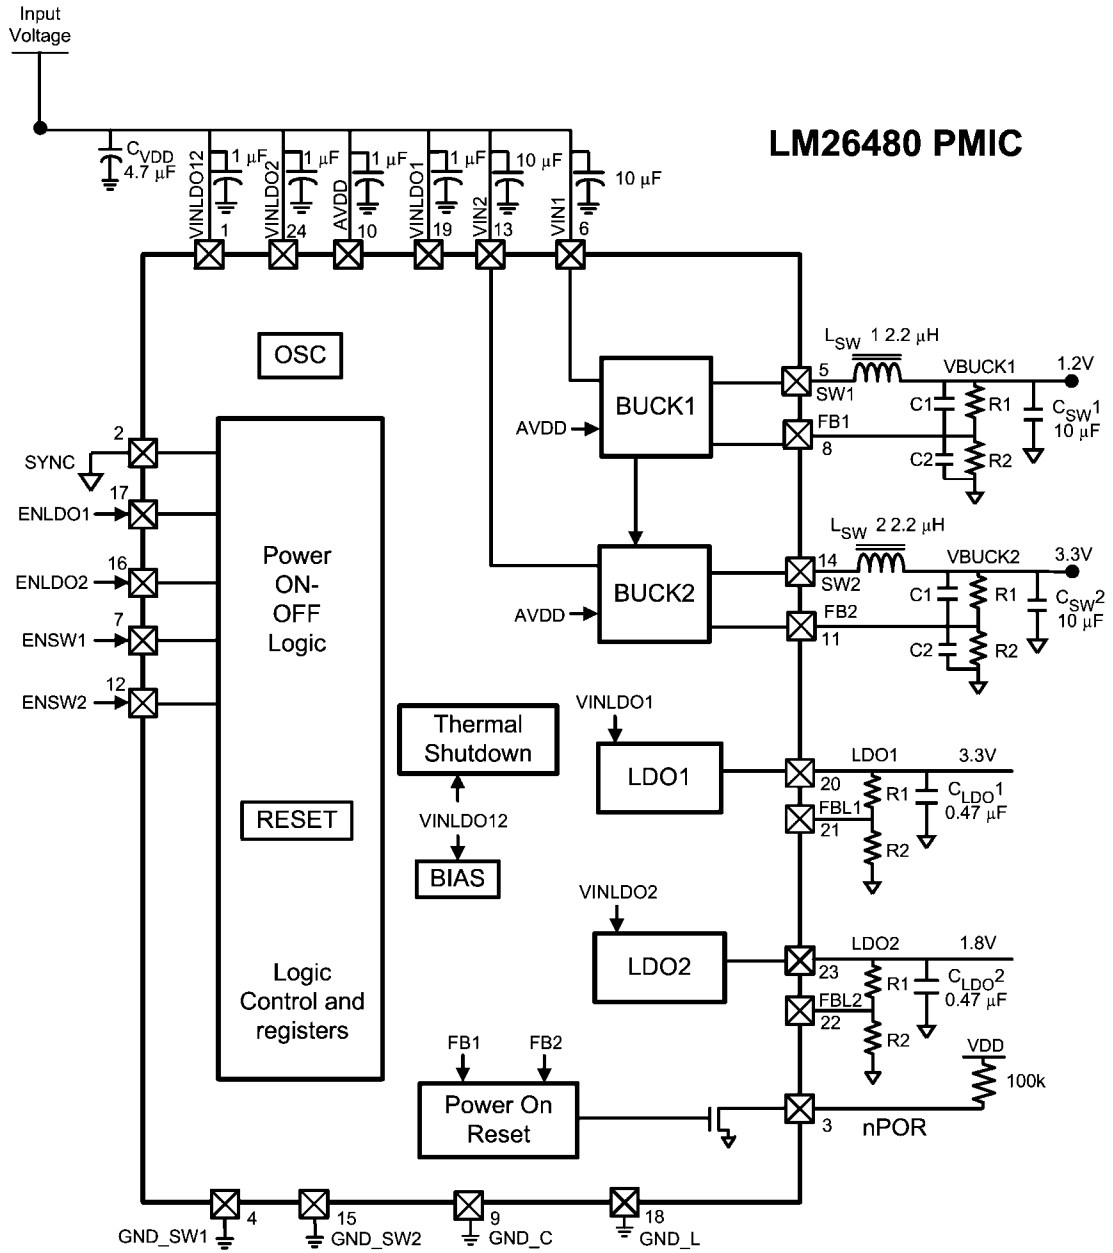 Input
Voltage
LM26480 PMIC
C_VDD
4.7 µF
1 µF
1 µF
1 µF
1 µF
10 µF
10 µF
VINLDO12
VINLDO2
AVDD
VINLDO1
VIN2
VIN1
1
24
10
19
13
6
OSC
L_SW 1 2.2 µH
VBUCK1
1.2V
5
SW1
BUCK1
AVDD
FB1
8
C1
R1
C_SW1
10 µF
C2
R2
2
SYNC
17
ENLDO1
16
ENLDO2
7
ENSW1
12
ENSW2
Power
ON-
OFF
Logic
L_SW 2 2.2 µH
VBUCK2
3.3V
14
SW2
BUCK2
AVDD
FB2
11
C1
R1
C_SW2
10 µF
C2
R2
Thermal
Shutdown
VINLDO12
BIAS
RESET
VINLDO1
LDO1
LDO1
3.3V
20
FBL1
21
R1
C_LDO1
0.47 µF
R2
VINLDO2
LDO2
LDO2
1.8V
23
FBL2
22
R1
C_LDO2
0.47 µF
R2
Logic
Control and
registers
FB1
FB2
Power On
Reset
VDD
100k
3
nPOR
GND_SW1
4
15
GND_SW2
9
GND_C
18
GND_L